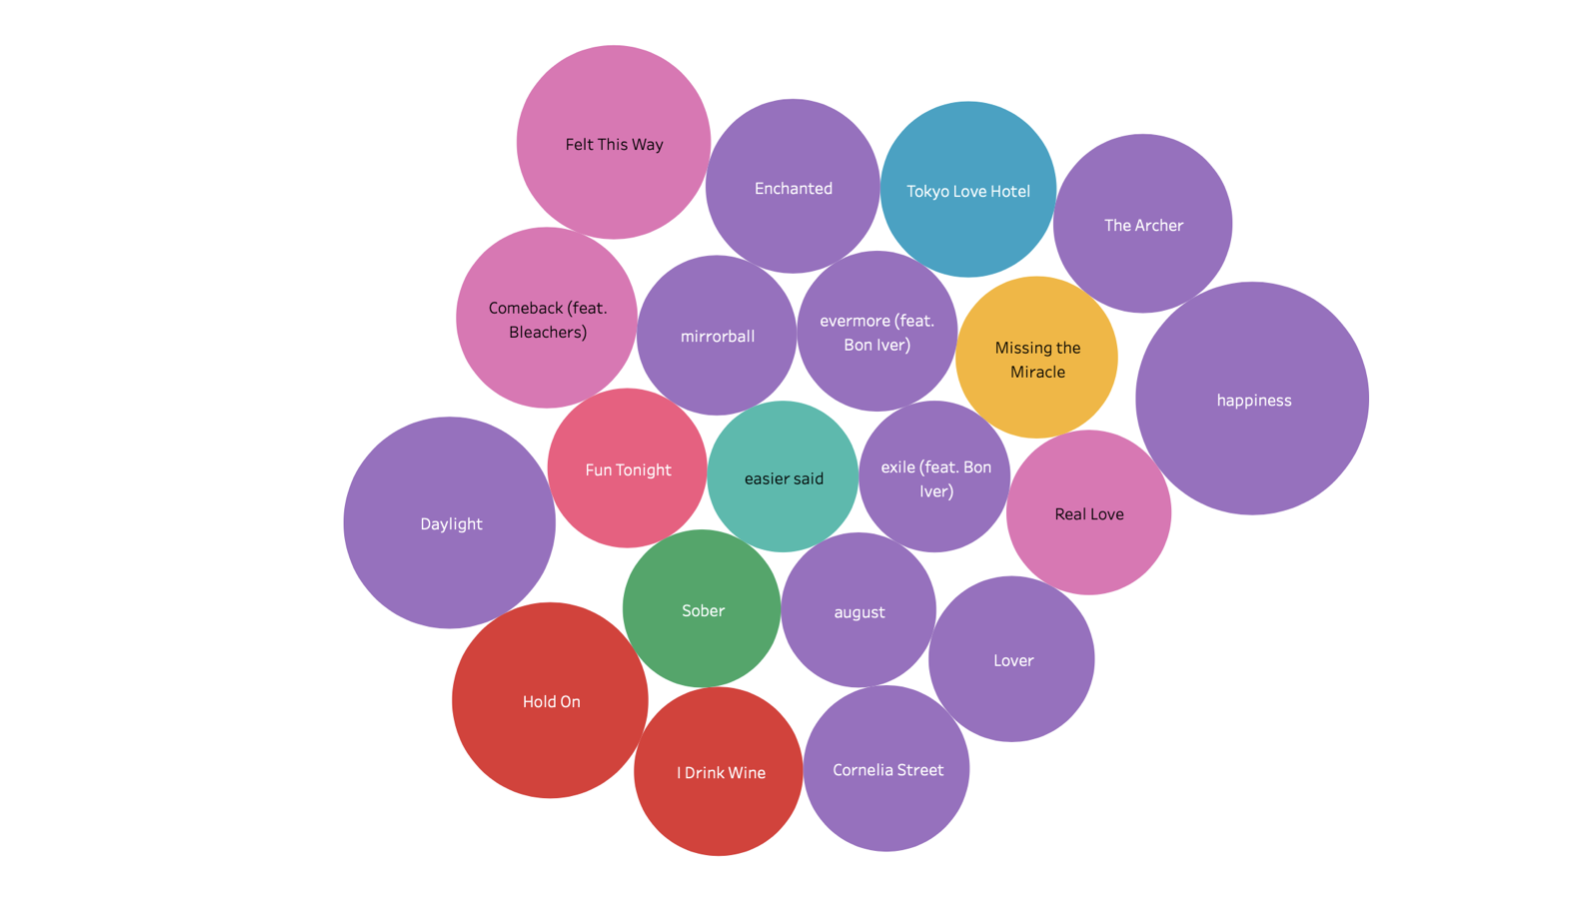 Felt This Way
Enchanted
Tokyo Love Hotel
The Archer
Comeback (feat.
Bleachers)
mirrorball
evermore (feat.
Bon Iver)
Missing the
Miracle
happiness
Daylight
Fun Tonight
easier said
exile (feat. Bon
Iver)
Real Love
Sober
august
Lover
Hold On
I Drink Wine
Cornelia Street